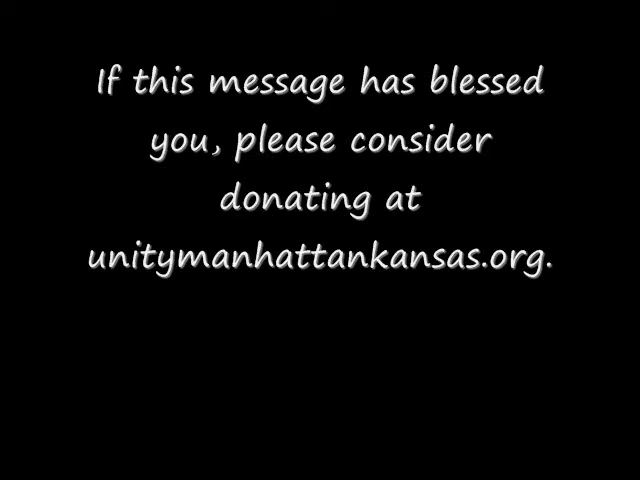 If this message has blessed
you, please consider
donating at
unitymanhattankansas.org.